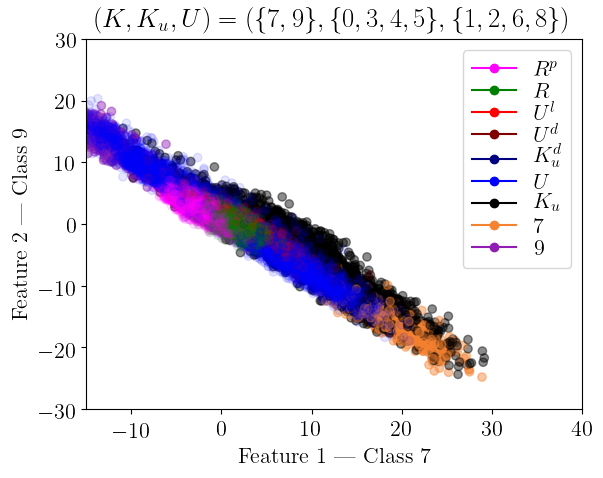 (K, K_u, U) = ({7, 9}, {0, 3, 4, 5}, {1, 2, 6, 8})
30
20
10
0
−10
−20
−30
Feature 2 — Class 9
R^p
R
U^l
U^d
K_u^d
U
K_u
7
9
−10
0
10
20
30
40
Feature 1 — Class 7